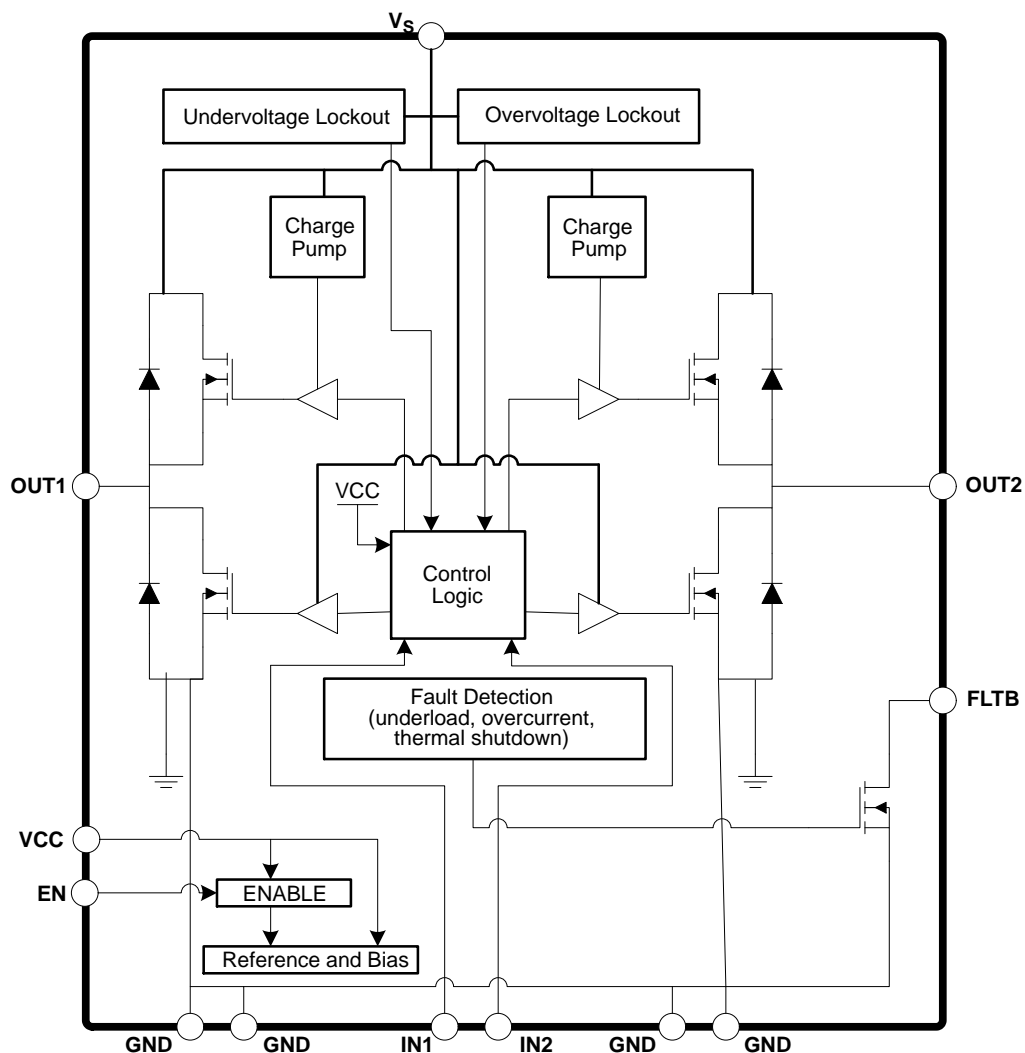 VS
Undervoltage Lockout
Overvoltage Lockout
Charge
Pump
Charge
Pump
OUT1
OUT2
VCC
Control
Logic
Fault Detection
(underload, overcurrent,
thermal shutdown)
FLTB
VCC
EN
ENABLE
Reference and Bias
GND
GND
IN1
IN2
GND
GND